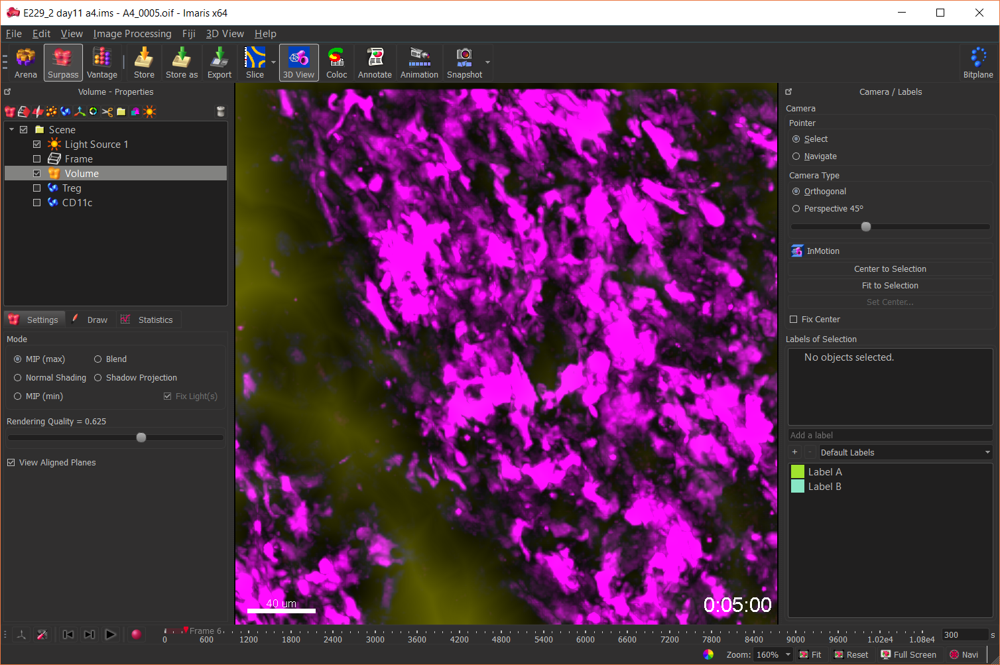 E229_2 day11 a4.ims - A4_0005.oif - Imaris x64
File Edit View Image Processing Fiji 3D View Help
Arena Surpass Vantage Store Store as Export Slice 3D View Coloc Annotate Animation Snapshot Bitplane
Volume - Properties
Scene
Light Source 1
Frame
Volume
Treg
CD11c
Settings Draw Statistics
Mode
MIP (max) Blend
Normal Shading Shadow Projection
MIP (min) Fix Light(s)
Rendering Quality = 0.625
View Aligned Planes
40 um
0:05:00
Camera / Labels
Camera
Pointer
Select
Navigate
Camera Type
Orthogonal
Perspective 45º
InMotion
Center to Selection
Fit to Selection
Set Center...
Fix Center
Labels of Selection
No objects selected.
Add a label
+ - Default Labels
Label A
Label B
Frame 6
0 600 1200 1800 2400 3000 3600 4200 4800 5400 6000 6600 7200 7800 8400 9000 9600 1.02e4 1.08e4 300 s
Zoom: 160% Fit Reset Full Screen Navi